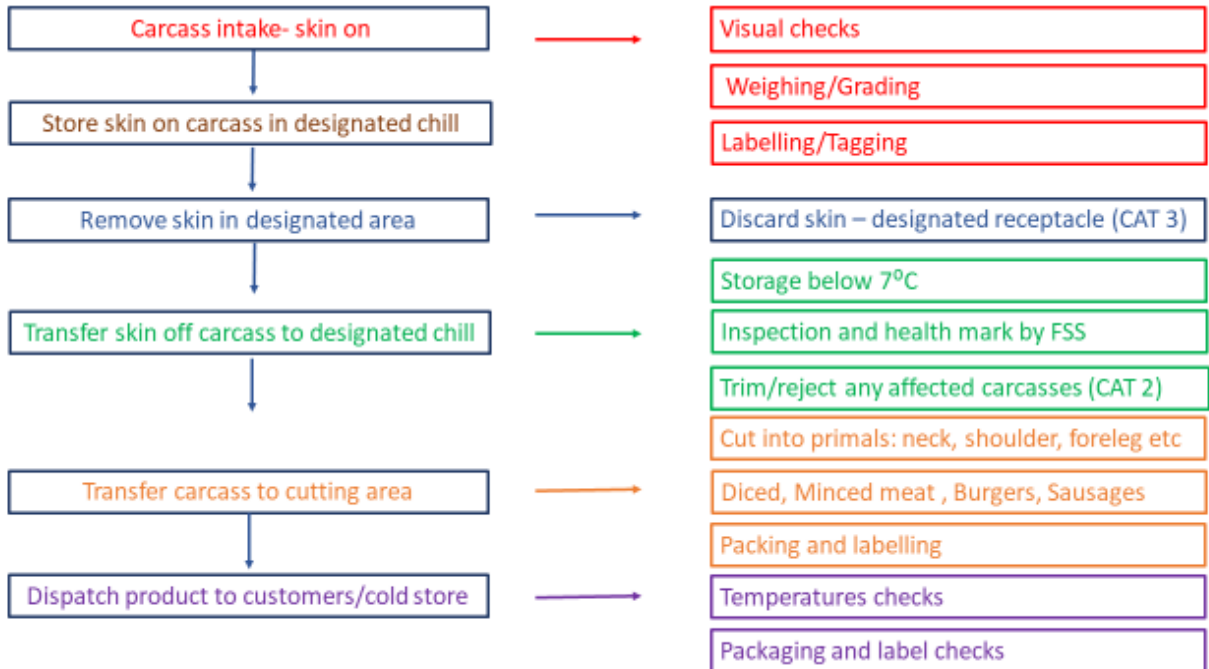 Carcass intake- skin on
Visual checks
Weighing/Grading
Store skin on carcass in designated chill
Labelling/Tagging
Remove skin in designated area
Discard skin – designated receptacle (CAT 3)
Storage below 7⁰C
Transfer skin off carcass to designated chill
Inspection and health mark by FSS
Trim/reject any affected carcasses (CAT 2)
Cut into primals: neck, shoulder, foreleg etc
Transfer carcass to cutting area
Diced, Minced meat , Burgers, Sausages
Packing and labelling
Dispatch product to customers/cold store
Temperatures checks
Packaging and label checks